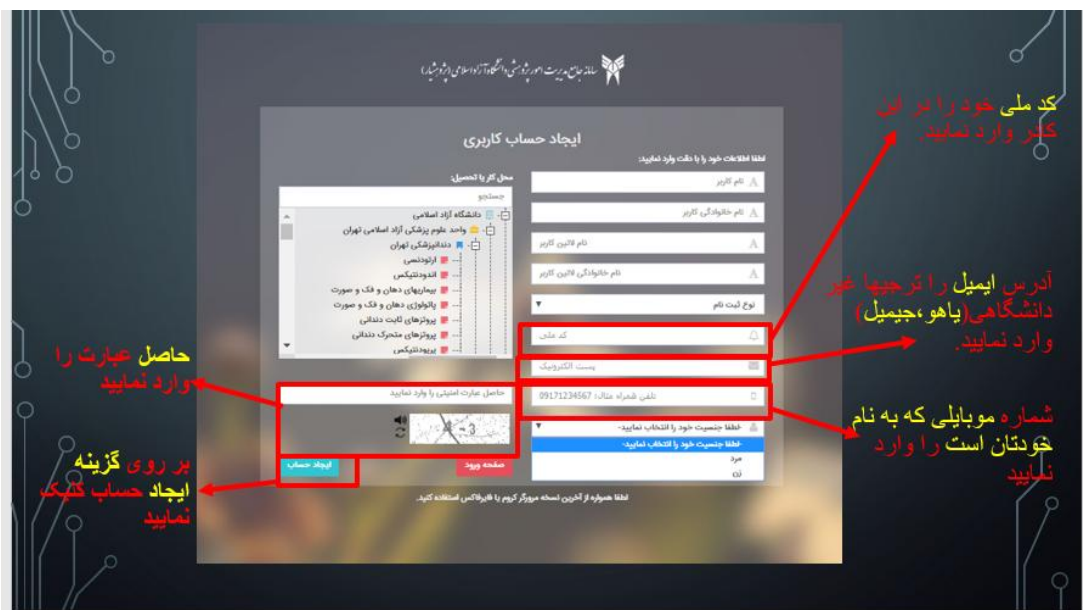 سامانه جامع مدیریت امور پژوهشی دانشگاه آزاد اسلامی (پژوهشیار)
ایجاد حساب کاربری
لطفا اطلاعات خود را با دقت وارد نمایید:
نام کاربر
نام خانوادگی کاربر
نام لاتین کاربر
نام خانوادگی لاتین کاربر
نوع ثبت نام
کد ملی
پست الکترونیک
تلفن همراه مثال: 09171234567
-لطفا جنسیت خود را انتخاب نمایید-
-لطفا جنسیت خود را انتخاب نمایید-
مرد
زن
محل کار یا تحصیل:
جستجو
دانشگاه آزاد اسلامی
واحد علوم پزشکی آزاد اسلامی تهران
دندانپزشکی تهران
ارتودنسی
اندودنتیکس
بیماریهای دهان و فک و صورت
پاتولوژی دهان و فک و صورت
پروتزهای ثابت دندانی
پروتزهای متحرک دندانی
پریودنتیکس
حاصل عبارت امنیتی را وارد نمایید
4 - 3
صفحه ورود
ایجاد حساب
لطفا همواره از آخرین نسخه مرورگر کروم یا فایرفاکس استفاده کنید.
کد ملی خود را در این
کادر وارد نمایید.
آدرس ایمیل را ترجیها غیر
دانشگاهی(یاهو،جیمیل)
وارد نمایید.
شماره موبایلی که به نام
خودتان است را وارد
نمایید
حاصل عبارت را
وارد نمایید
بر روی گزینه
ایجاد حساب کلیک
نمایید